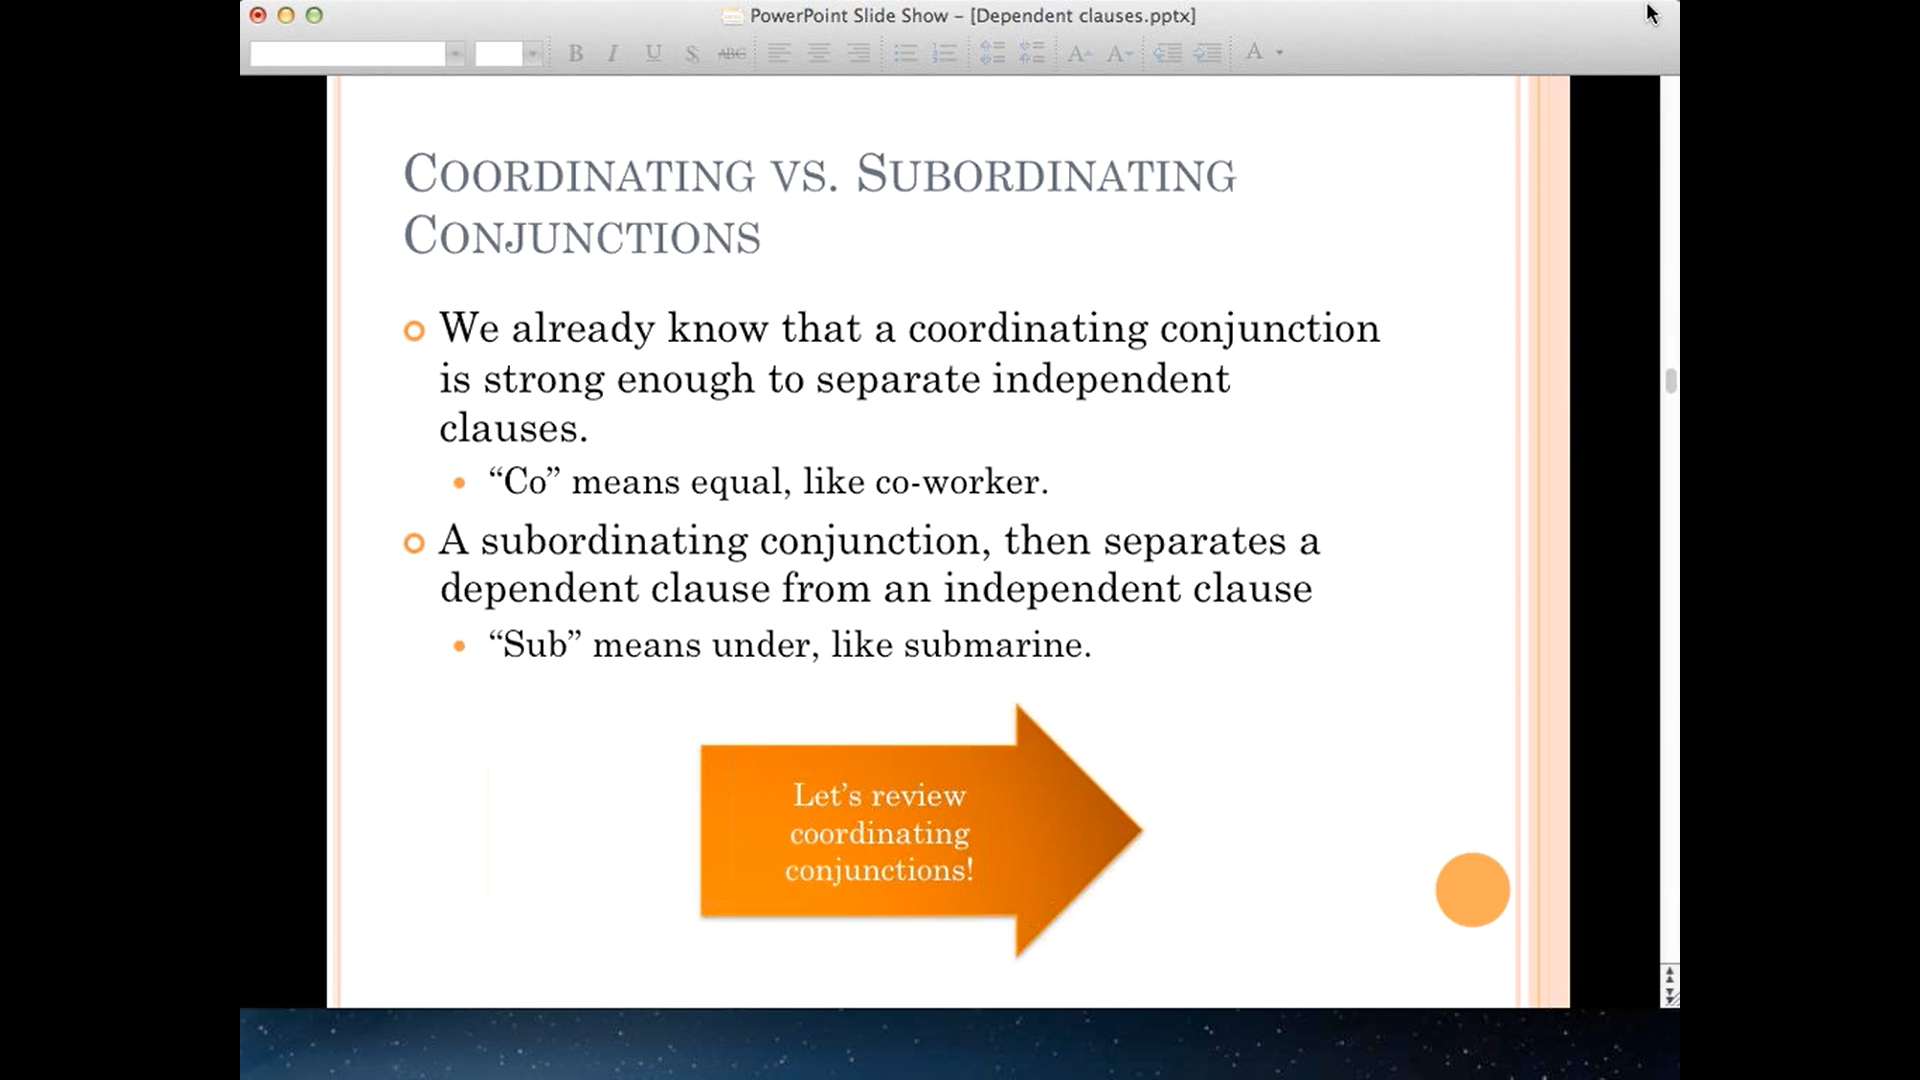 PowerPoint Slide Show – [Dependent clauses.pptx]
B I U S ABC A A A
COORDINATING VS. SUBORDINATING
CONJUNCTIONS
We already know that a coordinating conjunction
is strong enough to separate independent
clauses.
“Co” means equal, like co-worker.
A subordinating conjunction, then separates a
dependent clause from an independent clause
“Sub” means under, like submarine.
Let’s review
coordinating
conjunctions!